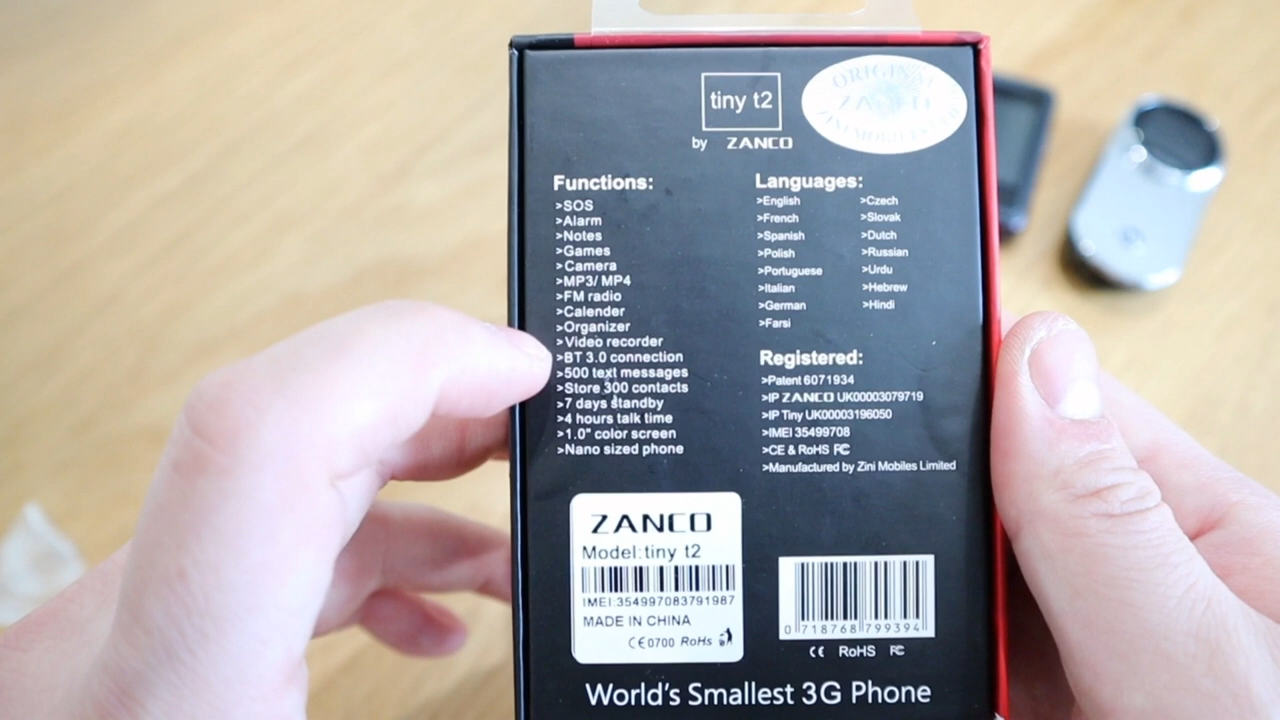 tiny t2
by ZANCO
ORIGINAL
ZANCO
Functions:
>SOS
>Alarm
>Notes
>Games
>Camera
>MP3/ MP4
>FM radio
>Calender
>Organizer
>Video recorder
>BT 3.0 connection
>500 text messages
>Store 300 contacts
>7 days standby
>4 hours talk time
>1.0" color screen
>Nano sized phone
Languages:
>English
>French
>Spanish
>Polish
>Portuguese
>Italian
>German
>Farsi
>Czech
>Slovak
>Dutch
>Russian
>Urdu
>Hebrew
>Hindi
Registered:
>Patent 6071934
>IP ZANCO UK00003079719
>IP Tiny UK00003196050
>IMEI 35499708
>CE & RoHS FC
>Manufactured by Zini Mobiles Limited
ZANCO
Model:tiny t2
IMEI:354997083791987
MADE IN CHINA
CE0700 RoHs
0 718768 799394
CE RoHS FC
World's Smallest 3G Phone